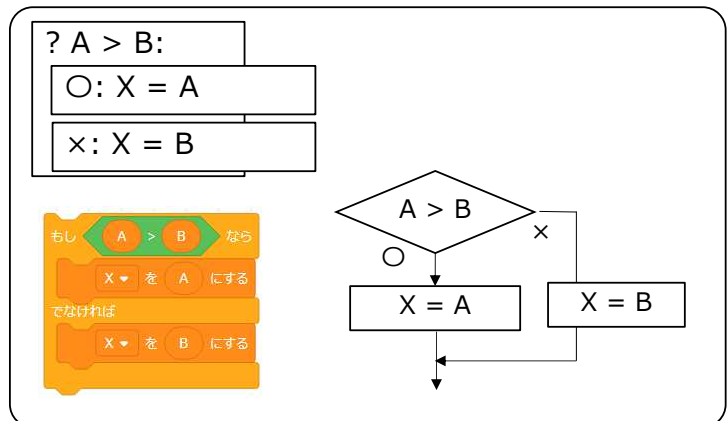 ? A > B:
○: X = A
×: X = B
もし A > B なら
X を A にする
でなければ
X を B にする
A > B
○
×
X = A
X = B